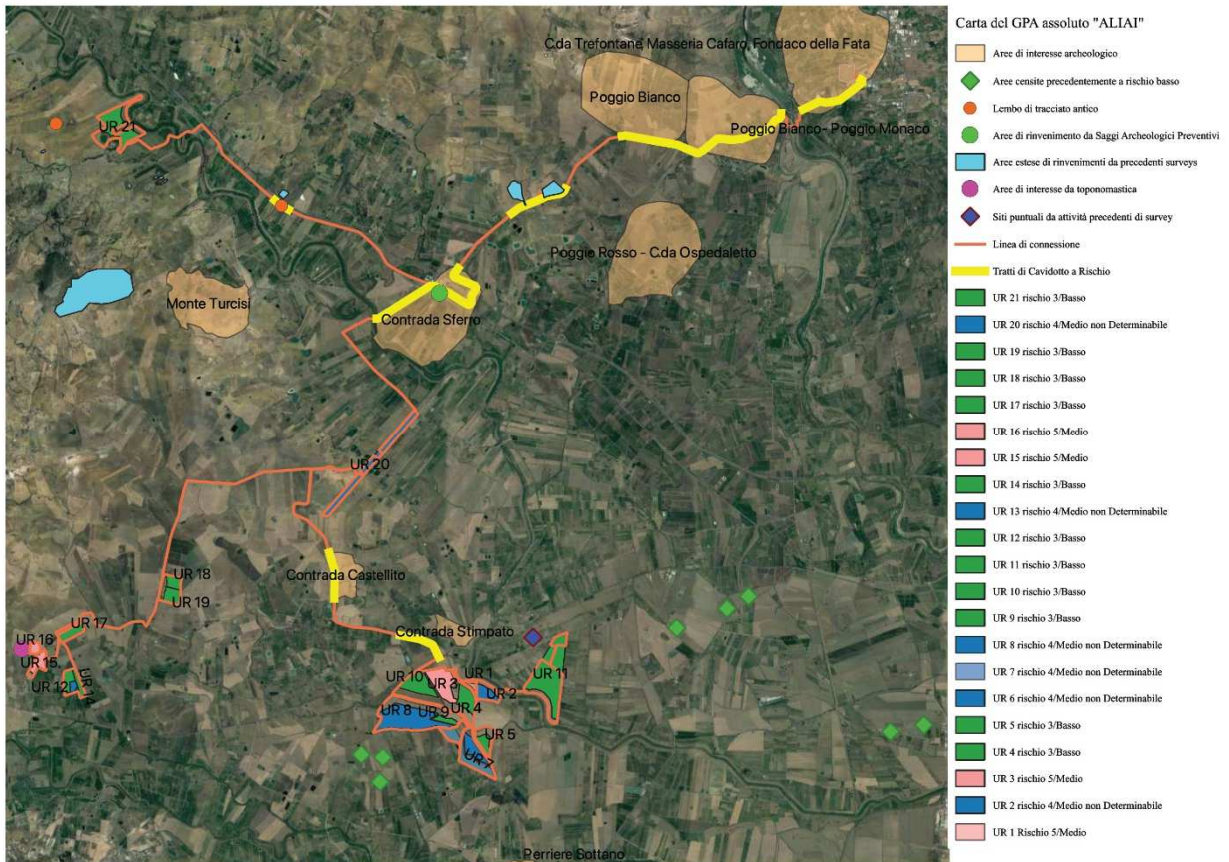 C.da Trefontane, Masseria Cafaro, Fondaco della Fata
Poggio Bianco
Poggio Bianco- Poggio Monaco
UR 21
Poggio Rosso - C.da Ospedaletto
Monte Turcisi
Contrada Sferro
UR 20
Contrada Castellito
UR 18
UR 19
UR 17
UR 16
UR 15
UR 12
UR 14
Contrada Stimpato
UR 10
UR 3
UR 1
UR 2
UR 11
UR 8
UR 9
UR 4
UR 5
UR 7
Perriere Sottano
Carta del GPA assoluto "ALIAI"
Aree di interesse archeologico
Aree censite precedentemente a rischio basso
Lembo di tracciato antico
Aree di rinvenimento da Saggi Archeologici Preventivi
Aree estese di rinvenimenti da precedenti surveys
Aree di interesse da toponomastica
Siti puntuali da attività precedenti di survey
Linea di connessione
Tratti di Cavidotto a Rischio
UR 21 rischio 3/Basso
UR 20 rischio 4/Medio non Determinabile
UR 19 rischio 3/Basso
UR 18 rischio 3/Basso
UR 17 rischio 3/Basso
UR 16 rischio 5/Medio
UR 15 rischio 5/Medio
UR 14 rischio 3/Basso
UR 13 rischio 4/Medio non Determinabile
UR 12 rischio 3/Basso
UR 11 rischio 3/Basso
UR 10 rischio 3/Basso
UR 9 rischio 3/Basso
UR 8 rischio 4/Medio non Determinabile
UR 7 rischio 4/Medio non Determinabile
UR 6 rischio 4/Medio non Determinabile
UR 5 rischio 3/Basso
UR 4 rischio 3/Basso
UR 3 rischio 5/Medio
UR 2 rischio 4/Medio non Determinabile
UR 1 Rischio 5/Medio